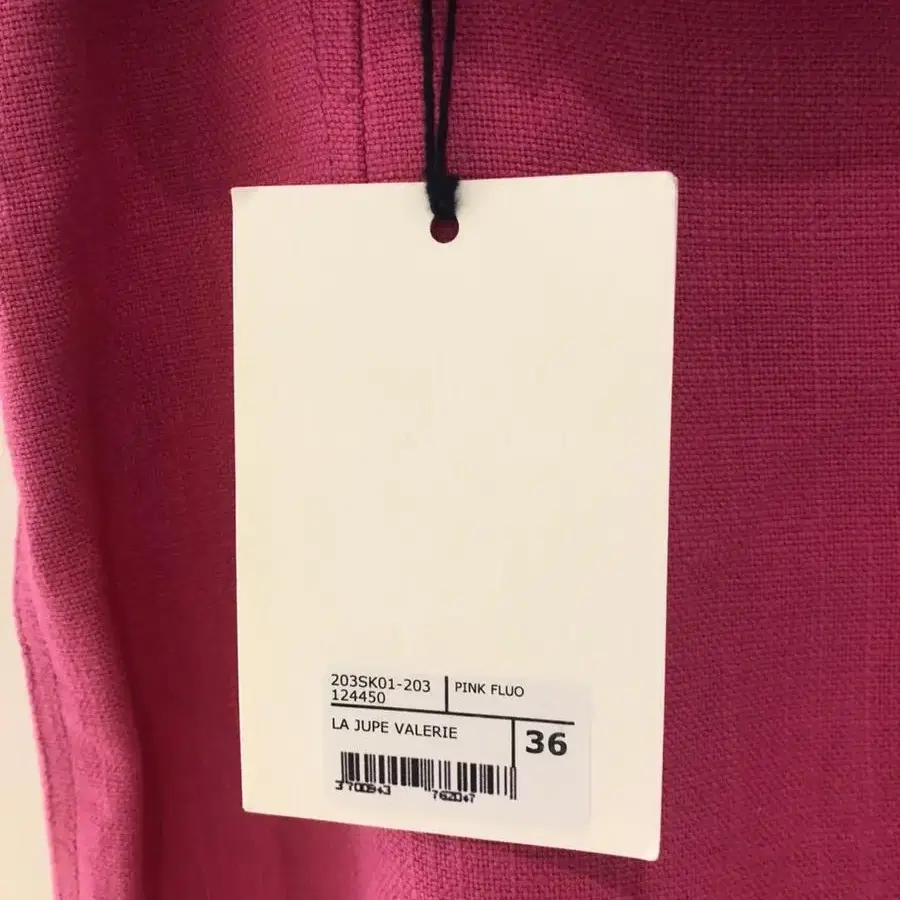 203SK01-203
124450
PINK FLUO
LA JUPE VALERIE
36